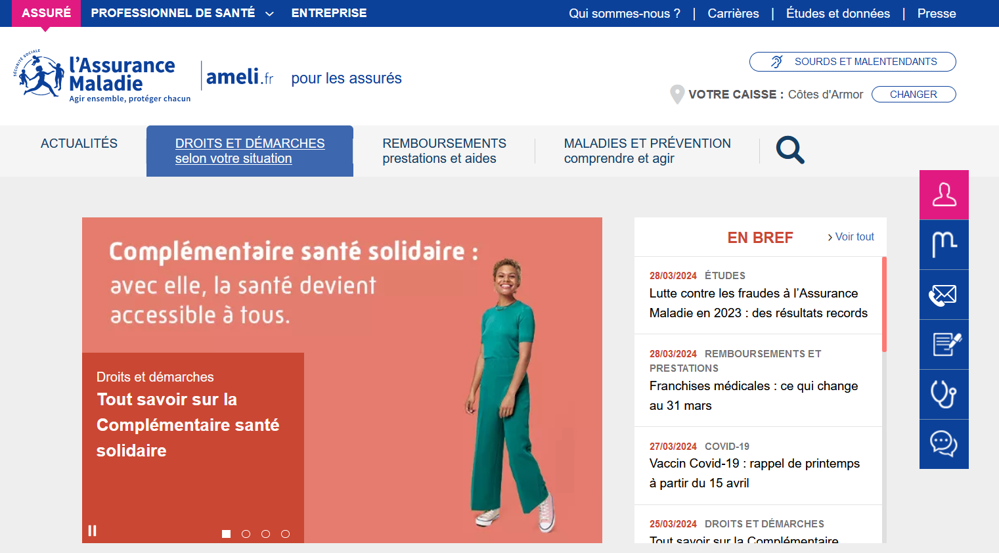 ASSURÉ PROFESSIONNEL DE SANTÉ ENTREPRISE Qui sommes-nous ? | Carrières | Études et données | Presse
SÉCURITÉ SOCIALE
l'Assurance
Maladie
Agir ensemble, protéger chacun
ameli.fr pour les assurés
SOURDS ET MALENTENDANTS
VOTRE CAISSE : Côtes d'Armor CHANGER
ACTUALITÉS
DROITS ET DÉMARCHES
selon votre situation
REMBOURSEMENTS
prestations et aides
MALADIES ET PRÉVENTION
comprendre et agir
Complémentaire santé solidaire :
avec elle, la santé devient
accessible à tous.
Droits et démarches
Tout savoir sur la
Complémentaire santé
solidaire
EN BREF Voir tout
28/03/2024 ÉTUDES
Lutte contre les fraudes à l’Assurance
Maladie en 2023 : des résultats records
28/03/2024 REMBOURSEMENTS ET
PRESTATIONS
Franchises médicales : ce qui change
au 31 mars
27/03/2024 COVID-19
Vaccin Covid-19 : rappel de printemps
à partir du 15 avril
25/03/2024 DROITS ET DÉMARCHES
Tout savoir sur la Complémentaire